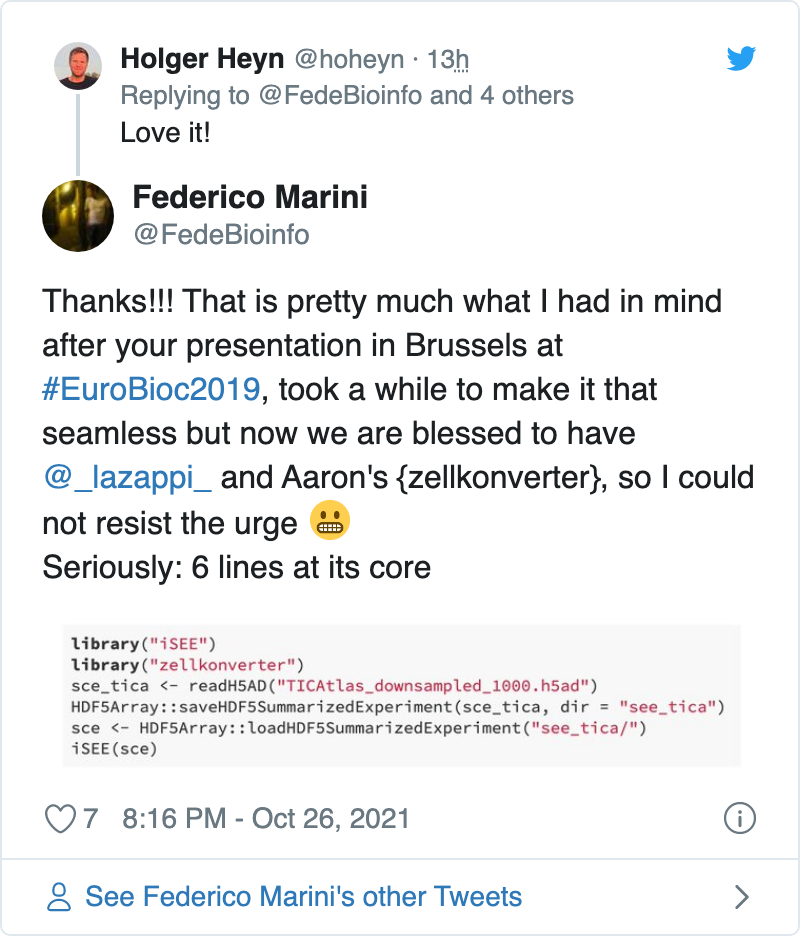 Holger Heyn @hoheyn · 13h
Replying to @FedeBioinfo and 4 others
Love it!
Federico Marini
@FedeBioinfo
Thanks!!! That is pretty much what I had in mind
after your presentation in Brussels at
#EuroBioc2019, took a while to make it that
seamless but now we are blessed to have
@_lazappi_ and Aaron's {zellkonverter}, so I could
not resist the urge 😬
Seriously: 6 lines at its core
library("iSEE")
library("zellkonverter")
sce_tica <- readH5AD("TICAtlas_downsampled_1000.h5ad")
HDF5Array::saveHDF5SummarizedExperiment(sce_tica, dir = "see_tica")
sce <- HDF5Array::loadHDF5SummarizedExperiment("see_tica/")
iSEE(sce)
7 8:16 PM - Oct 26, 2021
See Federico Marini's other Tweets